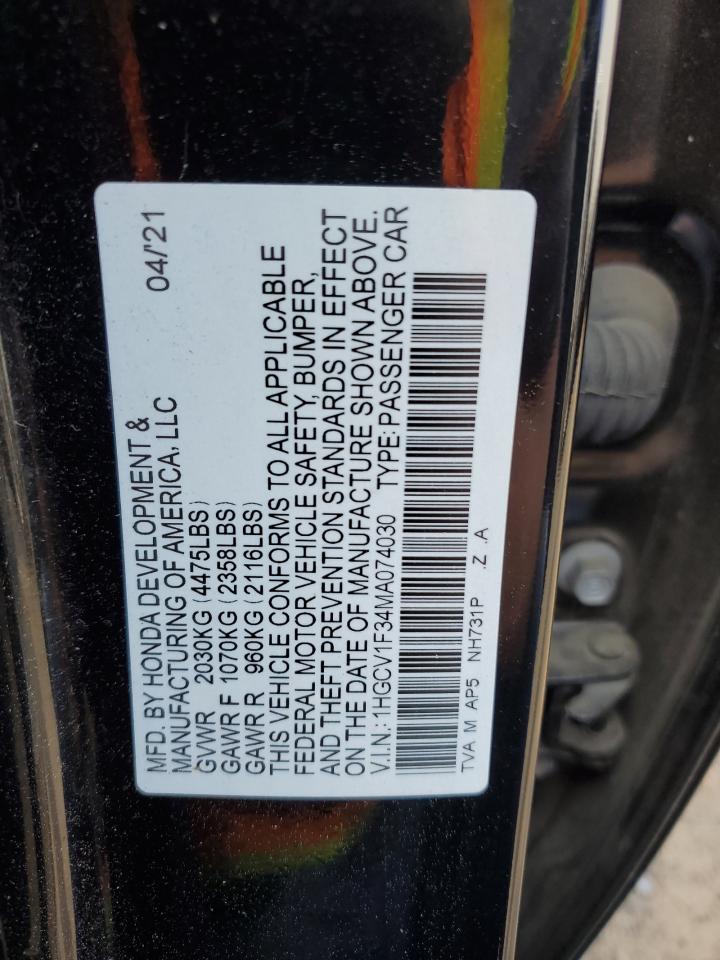 MFD. BY HONDA DEVELOPMENT &
MANUFACTURING OF AMERICA, LLC 04/'21
GVWR 2030KG (4475LBS)
GAWR F 1070KG (2358LBS)
GAWR R 960KG (2116LBS)
THIS VEHICLE CONFORMS TO ALL APPLICABLE
FEDERAL MOTOR VEHICLE SAFETY, BUMPER,
AND THEFT PREVENTION STANDARDS IN EFFECT
ON THE DATE OF MANUFACTURE SHOWN ABOVE.
V.I.N.: 1HGCV1F34MA074030 TYPE: PASSENGER CAR
TVA M AP5 NH731P .Z .A